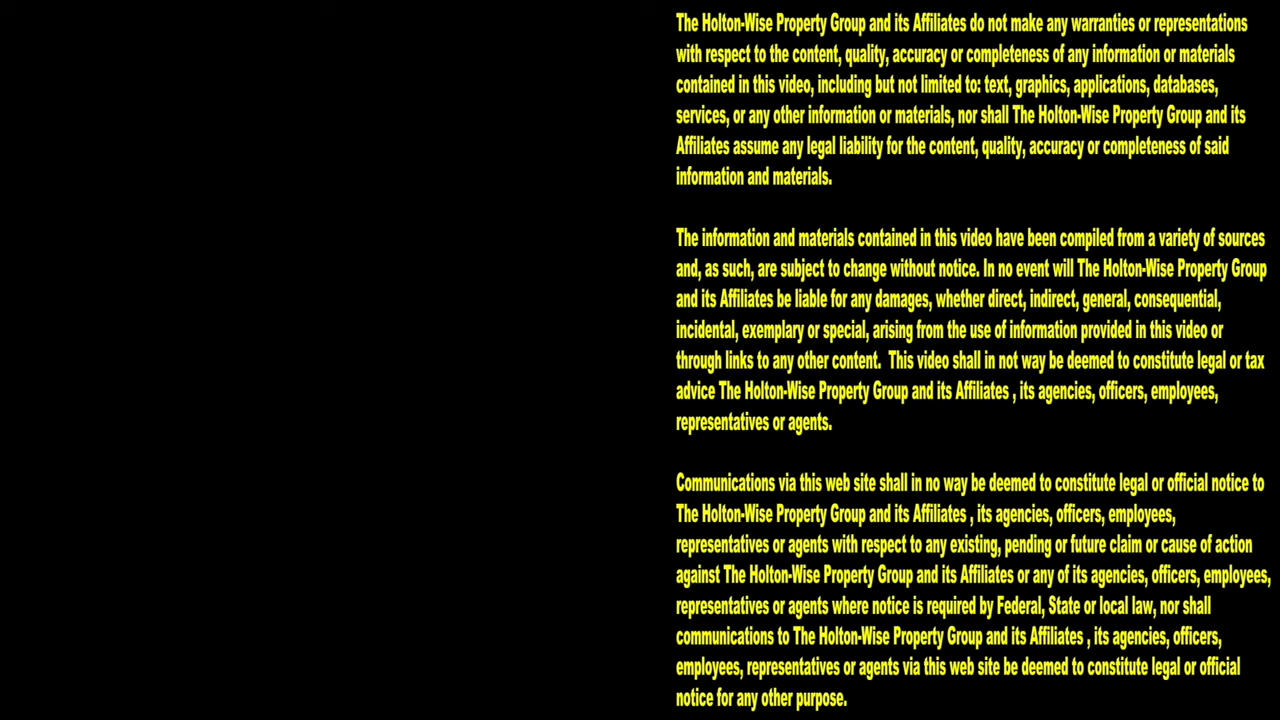 The Holton-Wise Property Group and its Affiliates do not make any warranties or representations
with respect to the content, quality, accuracy or completeness of any information or materials
contained in this video, including but not limited to: text, graphics, applications, databases,
services, or any other information or materials, nor shall The Holton-Wise Property Group and its
Affiliates assume any legal liability for the content, quality, accuracy or completeness of said
information and materials.

The information and materials contained in this video have been compiled from a variety of sources
and, as such, are subject to change without notice. In no event will The Holton-Wise Property Group
and its Affiliates be liable for any damages, whether direct, indirect, general, consequential,
incidental, exemplary or special, arising from the use of information provided in this video or
through links to any other content.  This video shall in not way be deemed to constitute legal or tax
advice The Holton-Wise Property Group and its Affiliates , its agencies, officers, employees,
representatives or agents.

Communications via this web site shall in no way be deemed to constitute legal or official notice to
The Holton-Wise Property Group and its Affiliates , its agencies, officers, employees,
representatives or agents with respect to any existing, pending or future claim or cause of action
against The Holton-Wise Property Group and its Affiliates or any of its agencies, officers, employees,
representatives or agents where notice is required by Federal, State or local law, nor shall
communications to The Holton-Wise Property Group and its Affiliates , its agencies, officers,
employees, representatives or agents via this web site be deemed to constitute legal or official
notice for any other purpose.